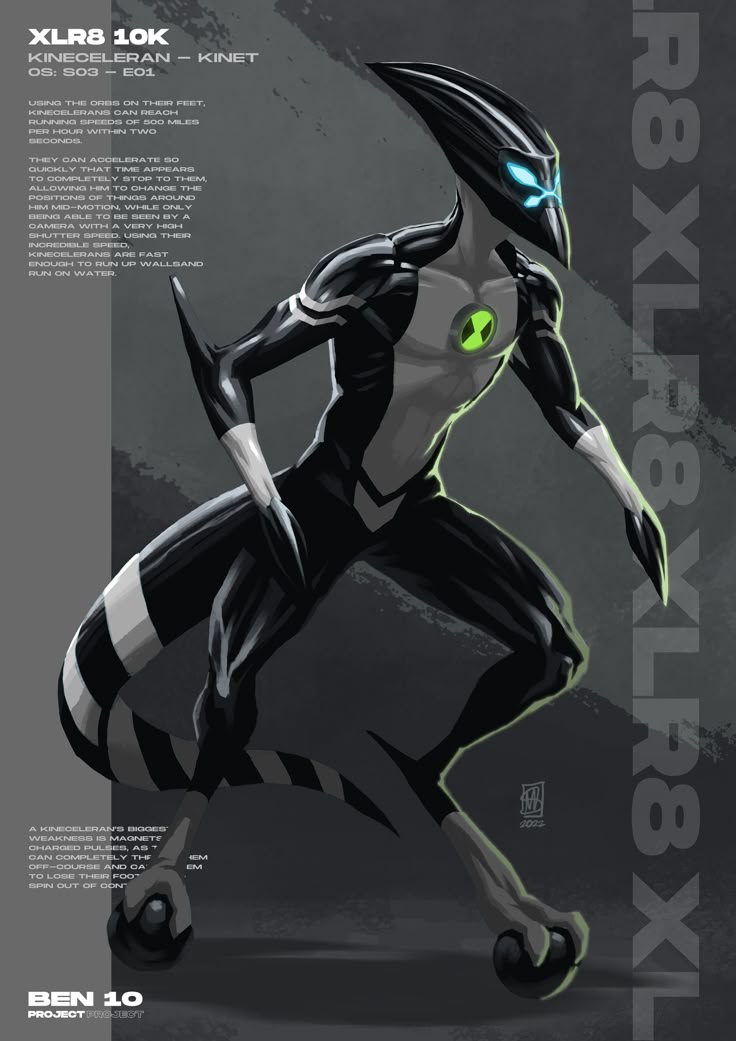 XLR8 10K
KINECELERAN – KINET
OS: S03 – E01
USING THE ORBS ON THEIR FEET,
KINECELERANS CAN REACH
RUNNING SPEEDS OF 500 MILES
PER HOUR WITHIN TWO
SECONDS.
THEY CAN ACCELERATE SO
QUICKLY THAT TIME APPEARS
TO COMPLETELY STOP TO THEM,
ALLOWING HIM TO CHANGE THE
POSITIONS OF THINGS AROUND
HIM MID-MOTION, WHILE ONLY
BEING ABLE TO BE SEEN BY A
CAMERA WITH A VERY HIGH
SHUTTER SPEED. USING THEIR
INCREDIBLE SPEED,
KINECELERANS ARE FAST
ENOUGH TO RUN UP WALLSAND
RUN ON WATER.
LR8 XLR8 XLR8 XL
A KINECELERAN'S BIGGEST
WEAKNESS IS MAGNETS
CHARGED PULSES, AS
CAN COMPLETELY THEM
OFF-COURSE AND EM
TO LOSE THEIR
SPIN OUT OF
2022
BEN 10
PROJECT PROJECT